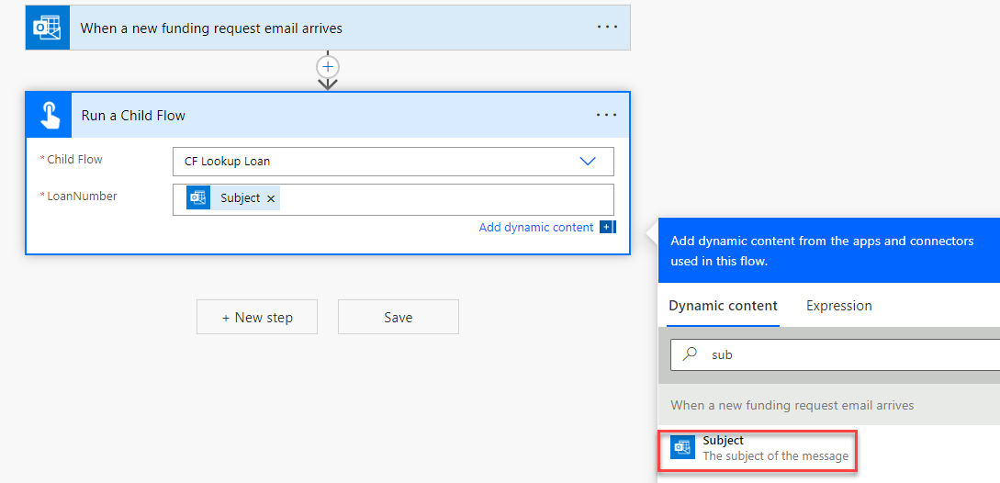 When a new funding request email arrives
Run a Child Flow
* Child Flow
CF Lookup Loan
* LoanNumber
Subject ×
Add dynamic content
+ New step
Save
Add dynamic content from the apps and connectors
used in this flow.
Dynamic content
Expression
sub
When a new funding request email arrives
Subject
The subject of the message